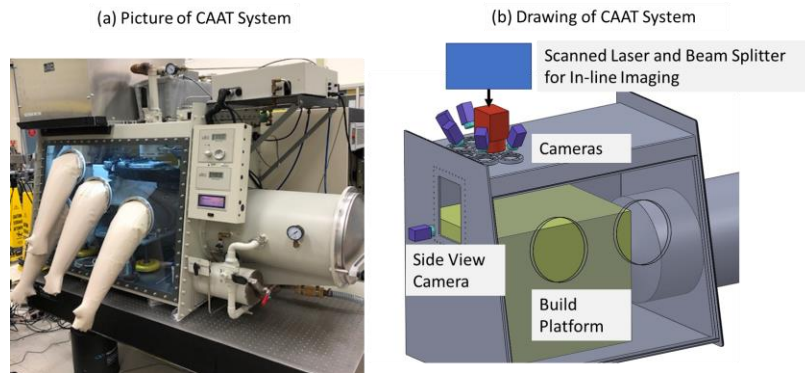 (a) Picture of CAAT System
(b) Drawing of CAAT System
Scanned Laser and Beam Splitter
for In-line Imaging
Cameras
Side View
Camera
Build
Platform